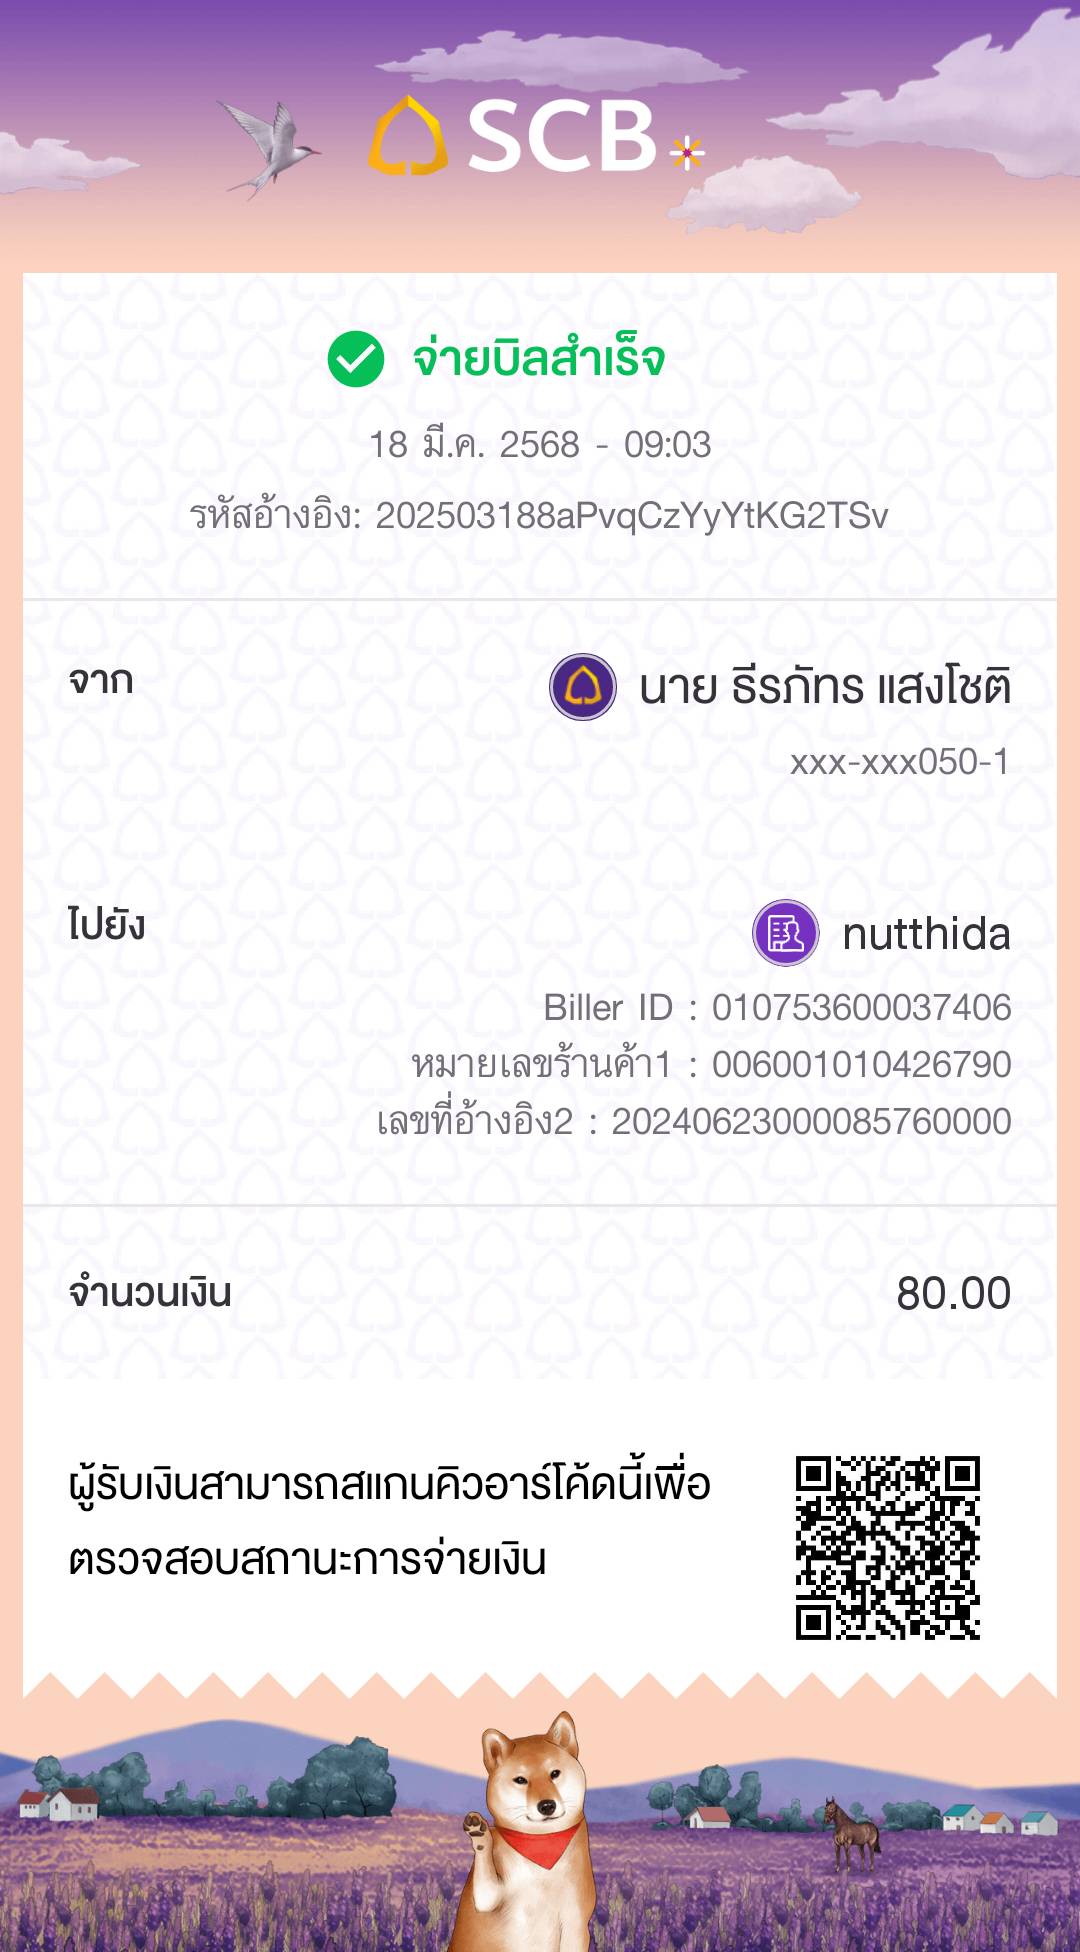 SCB
จ่ายบิลสำเร็จ
18 มี.ค. 2568 - 09:03
รหัสอ้างอิง: 202503188aPvqCzYyYtKG2TSv
จาก
นาย ธีรภัทร แสงโชติ
xxx-xxx050-1
ไปยัง
nutthida
Biller ID : 010753600037406
หมายเลขร้านค้า1 : 006001010426790
เลขที่อ้างอิง2 : 20240623000085760000
จำนวนเงิน 80.00
ผู้รับเงินสามารถสแกนคิวอาร์โค้ดนี้เพื่อ
ตรวจสอบสถานะการจ่ายเงิน